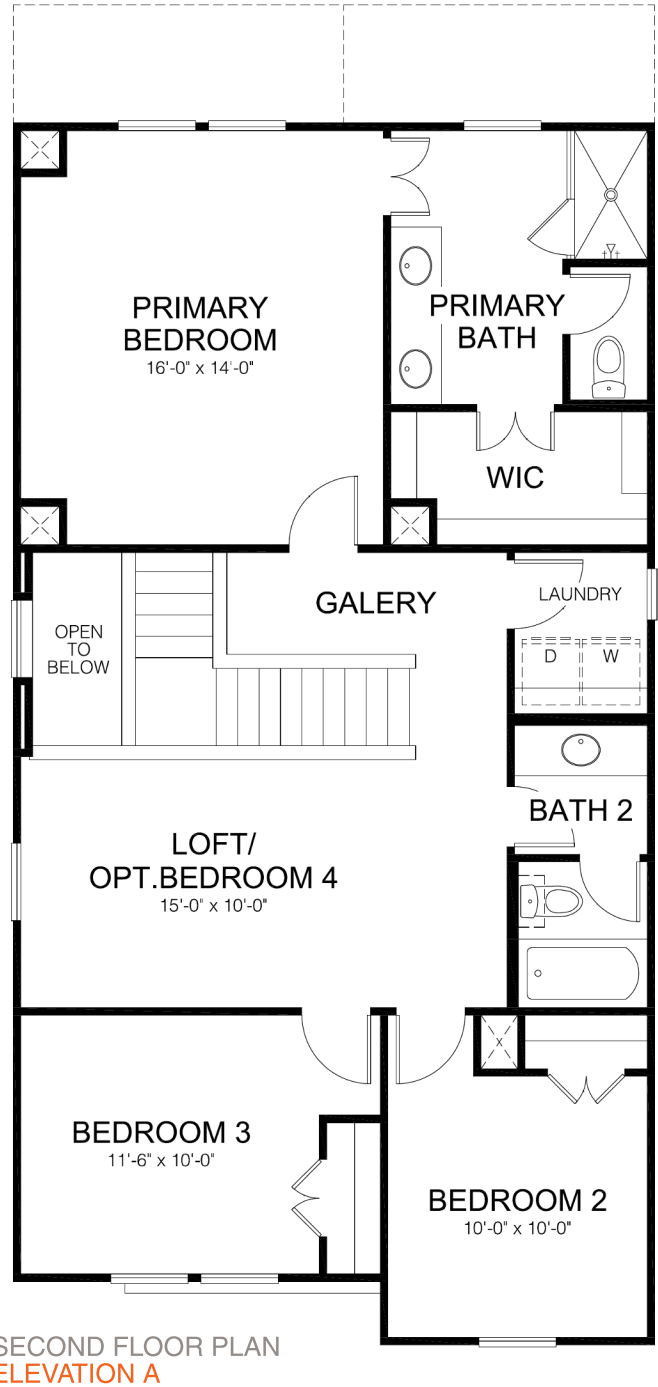 PRIMARY
BEDROOM
16'-0" x 14'-0"
PRIMARY
BATH
WIC
GALERY
LAUNDRY
D W
OPEN
TO
BELOW
BATH 2
LOFT/
OPT.BEDROOM 4
15'-0" x 10'-0"
X
BEDROOM 3
11'-6" x 10'-0"
BEDROOM 2
10'-0" x 10'-0"
SECOND FLOOR PLAN
ELEVATION A